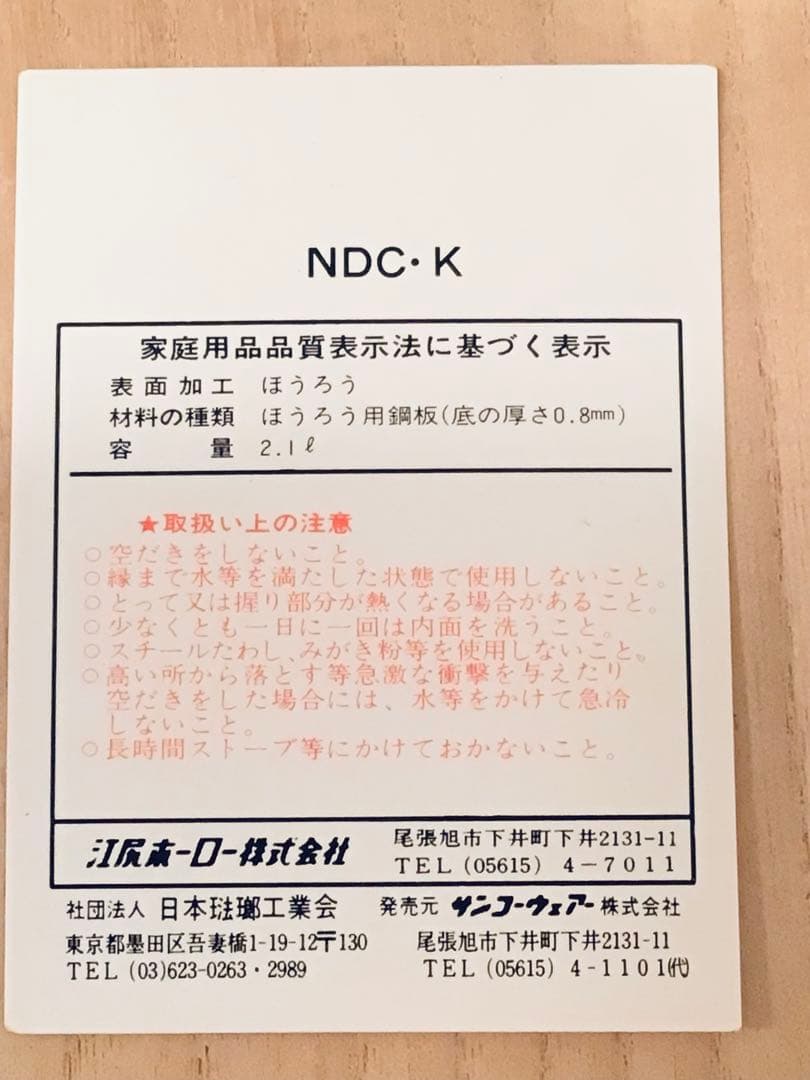 NDC・K
家庭用品品質表示法に基づく表示
表面加工 ほうろう
材料の種類 ほうろう用鋼板(底の厚さ0.8mm)
容量 2.1ℓ
★取扱い上の注意
○空だきをしないこと。
○縁まで水等を満たした状態で使用しないこと。
○とって又は握り部分が熱くなる場合があること。
○少なくとも一日に一回は内面を洗うこと。
○スチールたわし、みがき粉等を使用しないこと。
○高い所から落とす等急激な衝撃を与えたり
空だきをした場合には、水等をかけて急冷
しないこと。
○長時間ストーブ等にかけておかないこと。
江尻ホーロー株式会社
尾張旭市下井町下井2131-11
TEL (05615) 4-7011
社団法人 日本琺瑯工業会
東京都墨田区吾妻橋1-19-12〒130
TEL (03)623-0263・2989
発売元 サンコーウェアー株式会社
尾張旭市下井町下井2131-11
TEL (05615) 4-1101(代)